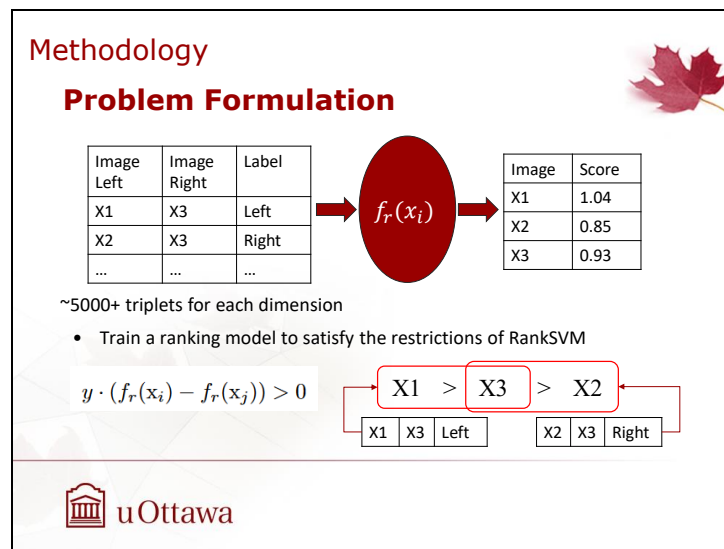 Methodology
Problem Formulation
Image Left Image Right Label
X1 X3 Left
X2 X3 Right
... ... ...
f_r(x_i)
Image Score
X1 1.04
X2 0.85
X3 0.93
~5000+ triplets for each dimension
• Train a ranking model to satisfy the restrictions of RankSVM
y · (f_r(x_i) − f_r(x_j)) > 0
X1 > X3 > X2
X1 X3 Left
X2 X3 Right
uOttawa